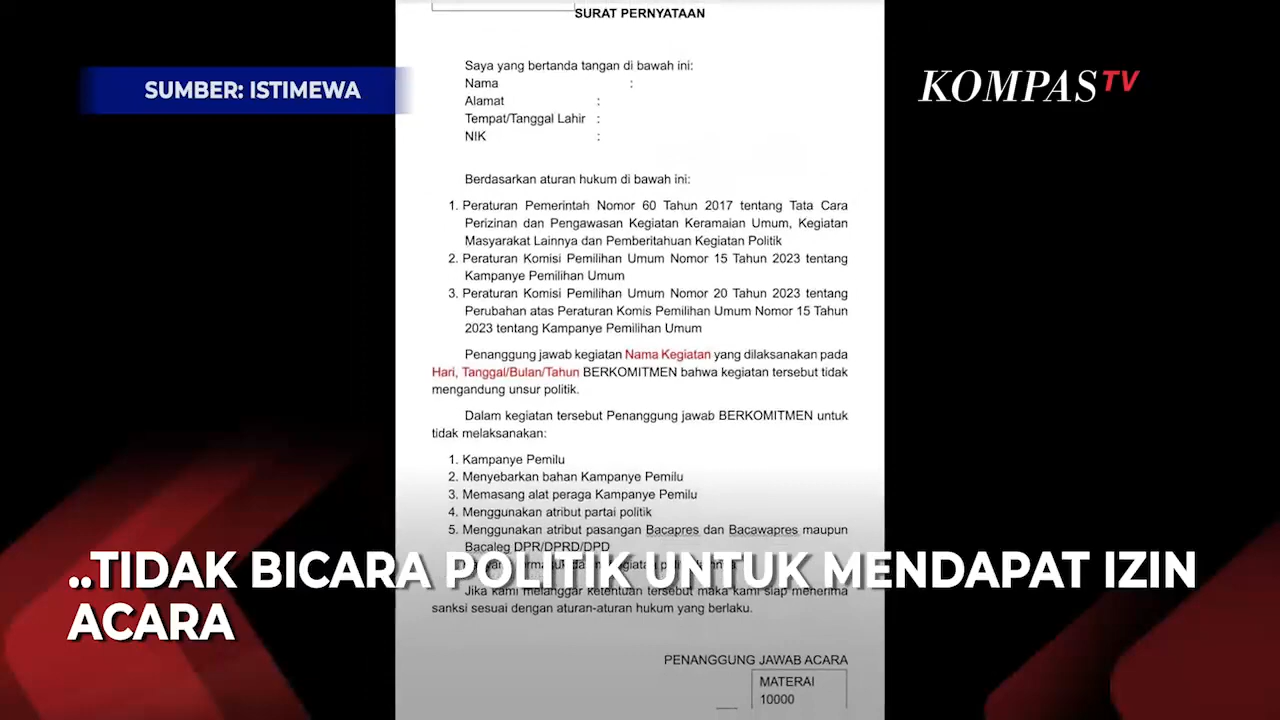 SURAT PERNYATAAN
SUMBER: ISTIMEWA
KOMPAS TV
Saya yang bertanda tangan di bawah ini:
Nama :
Alamat :
Tempat/Tanggal Lahir :
NIK :
Berdasarkan aturan hukum di bawah ini:
1. Peraturan Pemerintah Nomor 60 Tahun 2017 tentang Tata Cara
Perizinan dan Pengawasan Kegiatan Keramaian Umum, Kegiatan
Masyarakat Lainnya dan Pemberitahuan Kegiatan Politik
2. Peraturan Komisi Pemilihan Umum Nomor 15 Tahun 2023 tentang
Kampanye Pemilihan Umum
3. Peraturan Komisi Pemilihan Umum Nomor 20 Tahun 2023 tentang
Perubahan atas Peraturan Komis Pemilihan Umum Nomor 15 Tahun
2023 tentang Kampanye Pemilihan Umum
Penanggung jawab kegiatan Nama Kegiatan yang dilaksanakan pada
Hari, Tanggal/Bulan/Tahun BERKOMITMEN bahwa kegiatan tersebut tidak
mengandung unsur politik.
Dalam kegiatan tersebut Penanggung jawab BERKOMITMEN untuk
tidak melaksanakan:
1. Kampanye Pemilu
2. Menyebarkan bahan Kampanye Pemilu
3. Memasang alat peraga Kampanye Pemilu
4. Menggunakan atribut partai politik
5. Menggunakan atribut pasangan Bacapres dan Bacawapres maupun
Bacaleg DPR/DPRD/DPD
..TIDAK BICARA POLITIK UNTUK MENDAPAT IZIN
ACARA
Jika kami melanggar ketentuan tersebut maka kami siap menerima
sanksi sesuai dengan aturan-aturan hukum yang berlaku.
PENANGGUNG JAWAB ACARA
MATERAI
10000